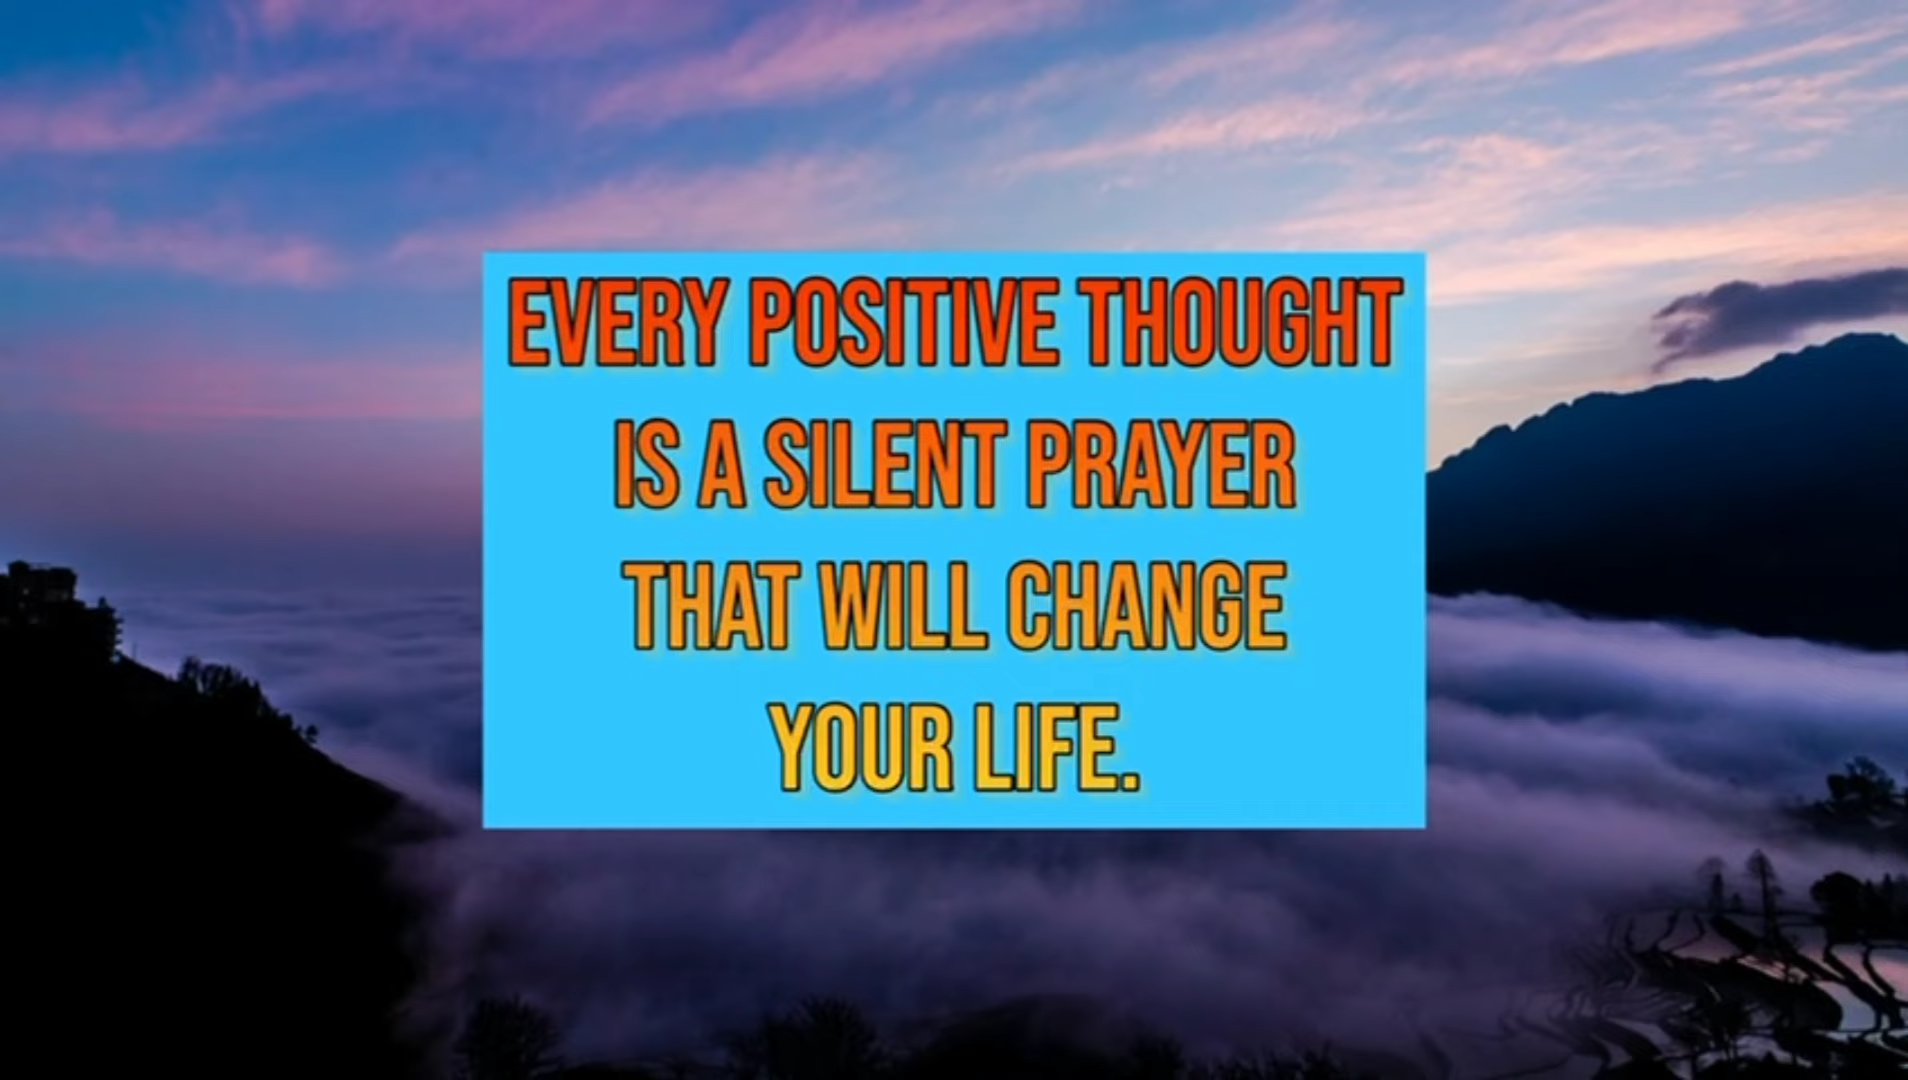 EVERY POSITIVE THOUGHT
IS A SILENT PRAYER
THAT WILL CHANGE
YOUR LIFE.